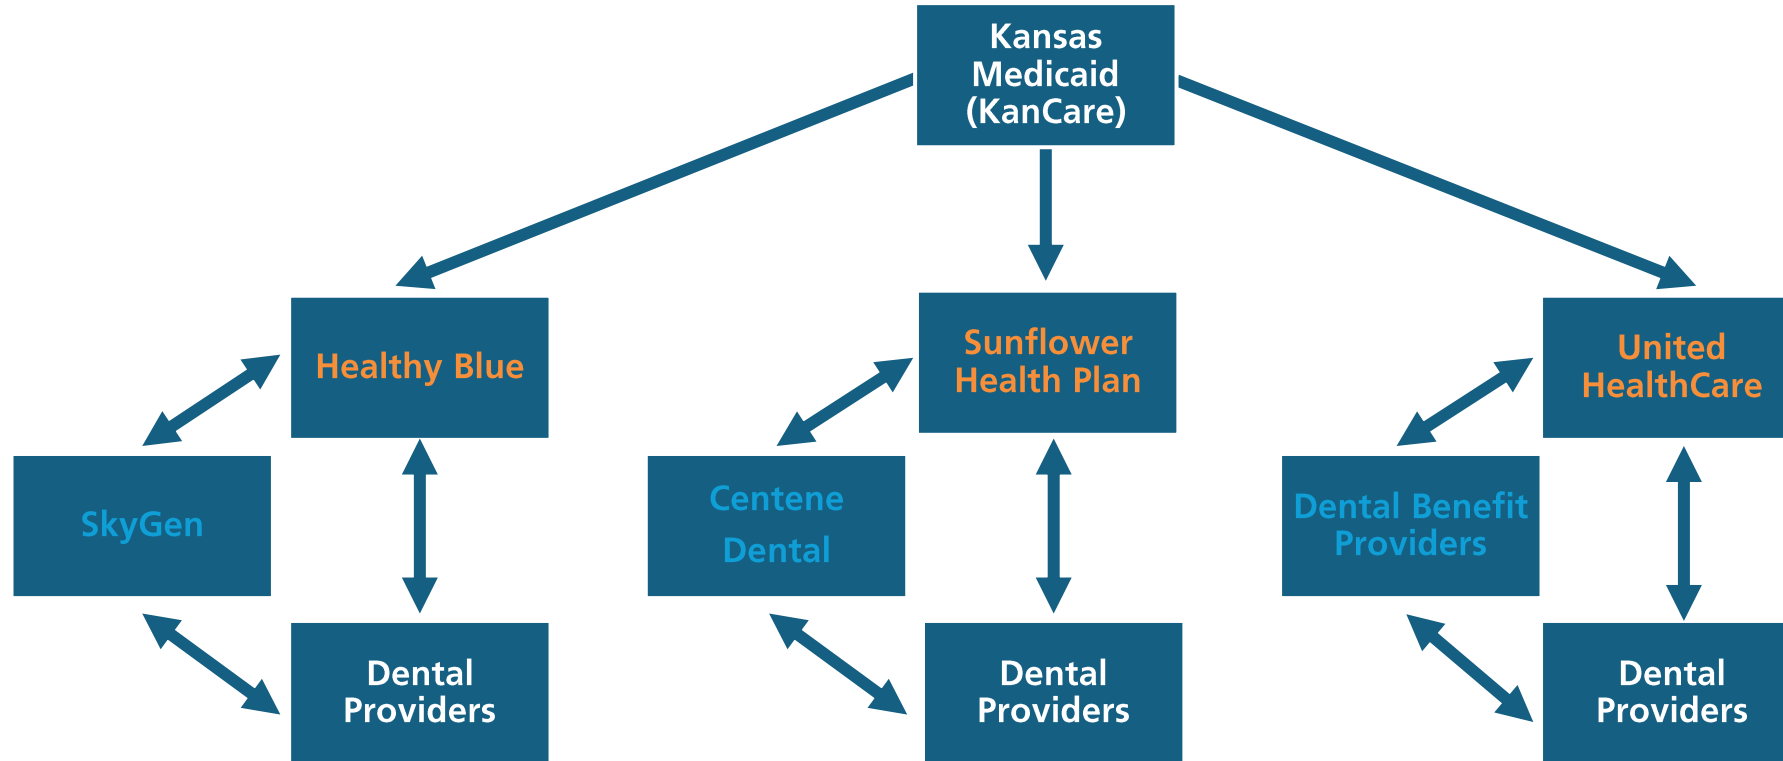 Kansas
Medicaid
(KanCare)
Healthy Blue
Sunflower
Health Plan
United
HealthCare
SkyGen
Centene
Dental
Dental Benefit
Providers
Dental
Providers
Dental
Providers
Dental
Providers